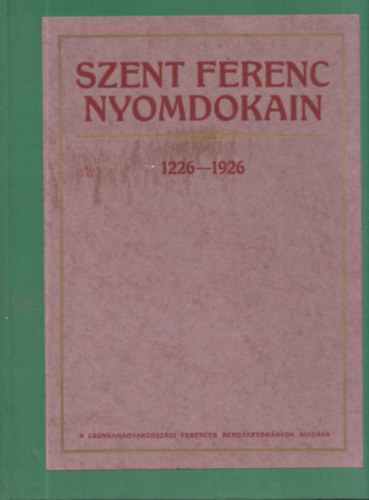 SZENT FERENC
NYOMDOKAIN
1226—1926
A CSONKAMAGYARORSZÁGI FERENCES RENDTARTOMÁNYOK KIADÁSA